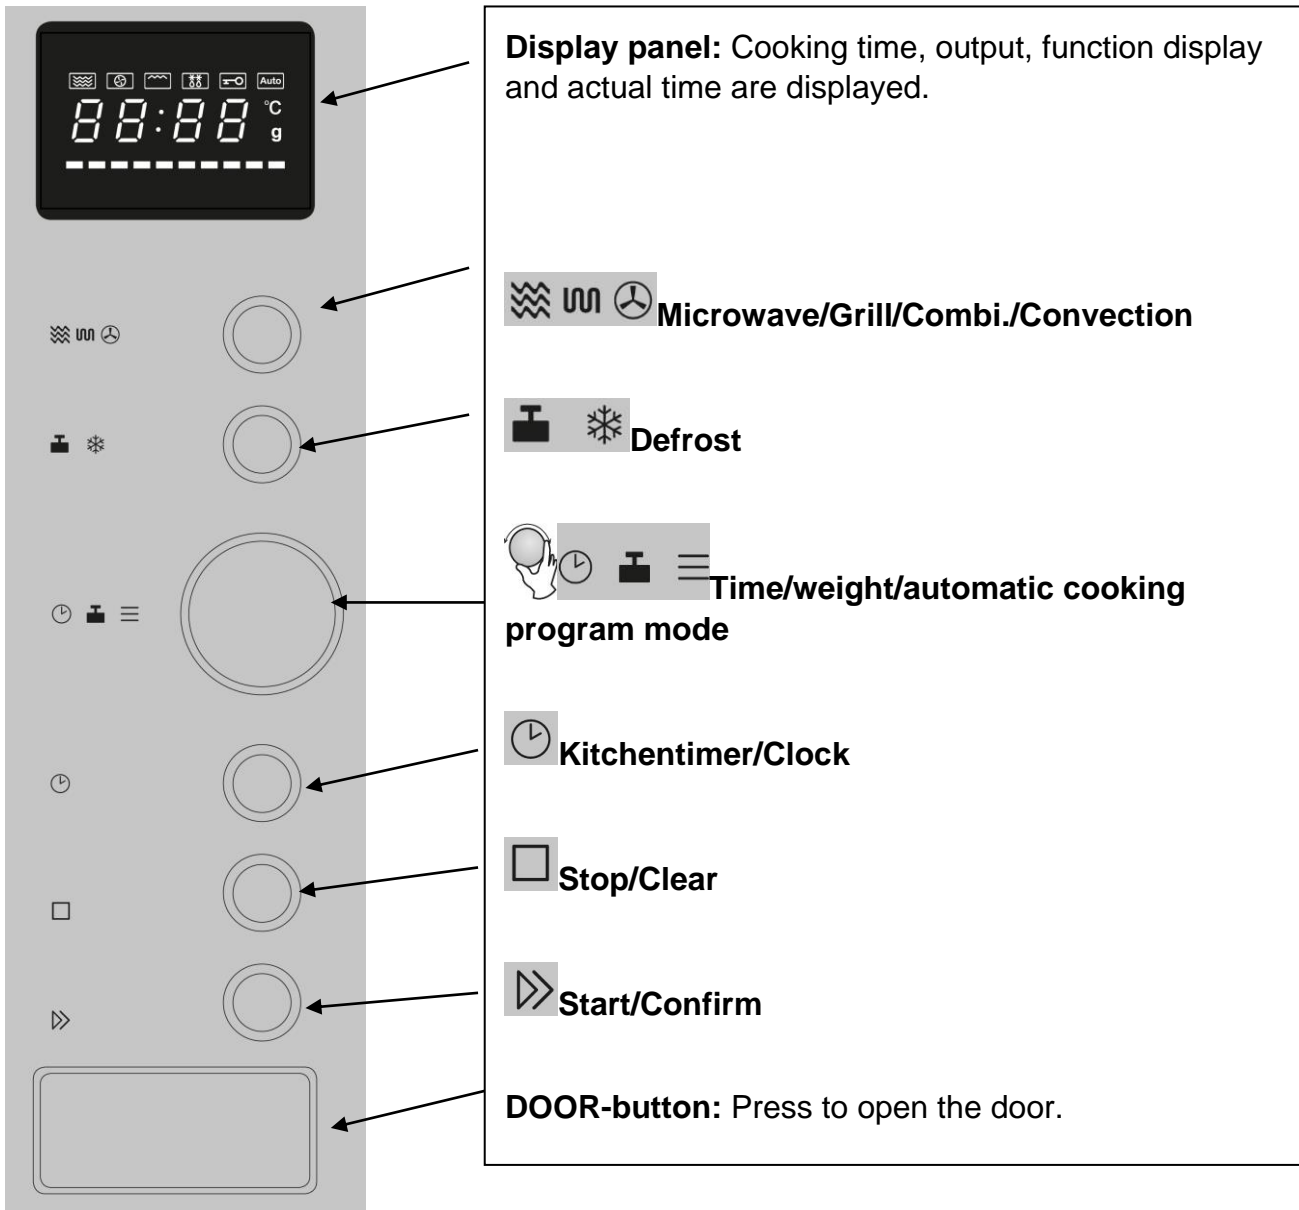 Auto
88:88 °C
g
Display panel: Cooking time, output, function display
and actual time are displayed.
Microwave/Grill/Combi./Convection
Defrost
Time/weight/automatic cooking
program mode
Kitchentimer/Clock
Stop/Clear
Start/Confirm
DOOR-button: Press to open the door.